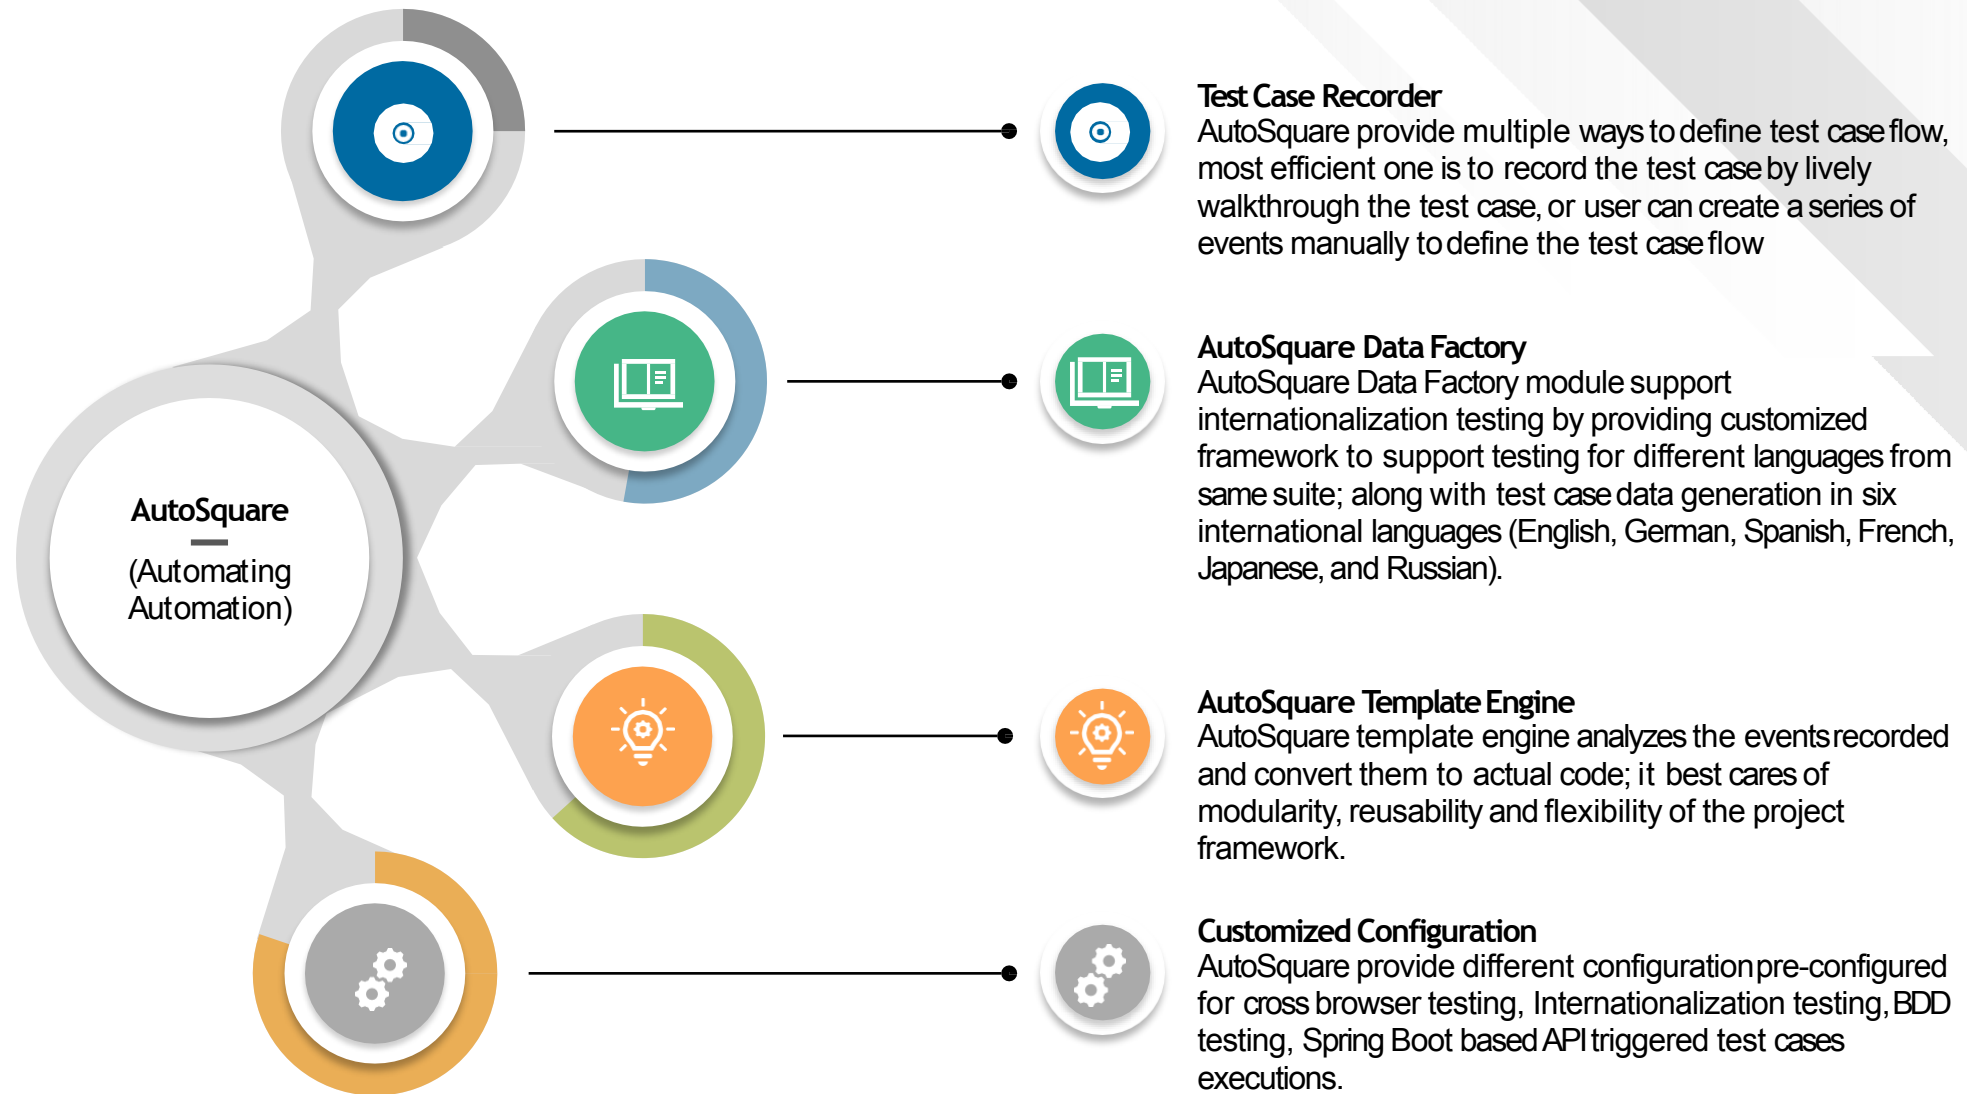 AutoSquare
(Automating
Automation)
Test Case Recorder
AutoSquare provide multiple ways to define test case flow,
most efficient one is to record the test case by lively
walkthrough the test case, or user can create a series of
events manually to define the test case flow
AutoSquare Data Factory
AutoSquare Data Factory module support
internationalization testing by providing customized
framework to support testing for different languages from
same suite; along with test case data generation in six
international languages (English, German, Spanish, French,
Japanese, and Russian).
AutoSquare Template Engine
AutoSquare template engine analyzes the events recorded
and convert them to actual code; it best cares of
modularity, reusability and flexibility of the project
framework.
Customized Configuration
AutoSquare provide different configuration pre-configured
for cross browser testing, Internationalization testing, BDD
testing, Spring Boot based API triggered test cases
executions.